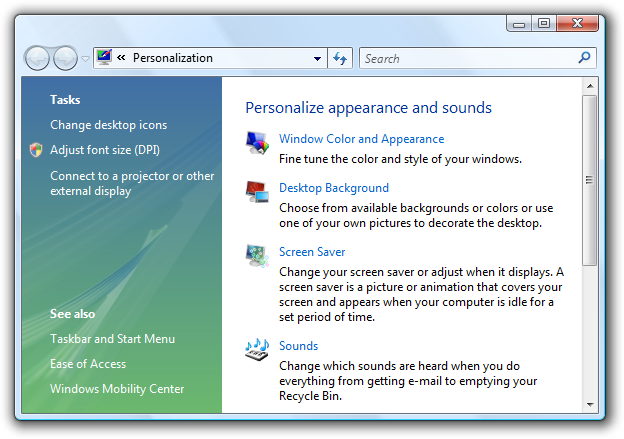 « Personalization
Search
Tasks
Change desktop icons
Adjust font size (DPI)
Connect to a projector or other
external display
See also
Taskbar and Start Menu
Ease of Access
Windows Mobility Center
Personalize appearance and sounds
Window Color and Appearance
Fine tune the color and style of your windows.
Desktop Background
Choose from available backgrounds or colors or use
one of your own pictures to decorate the desktop.
Screen Saver
Change your screen saver or adjust when it displays. A
screen saver is a picture or animation that covers your
screen and appears when your computer is idle for a
set period of time.
Sounds
Change which sounds are heard when you do
everything from getting e-mail to emptying your
Recycle Bin.